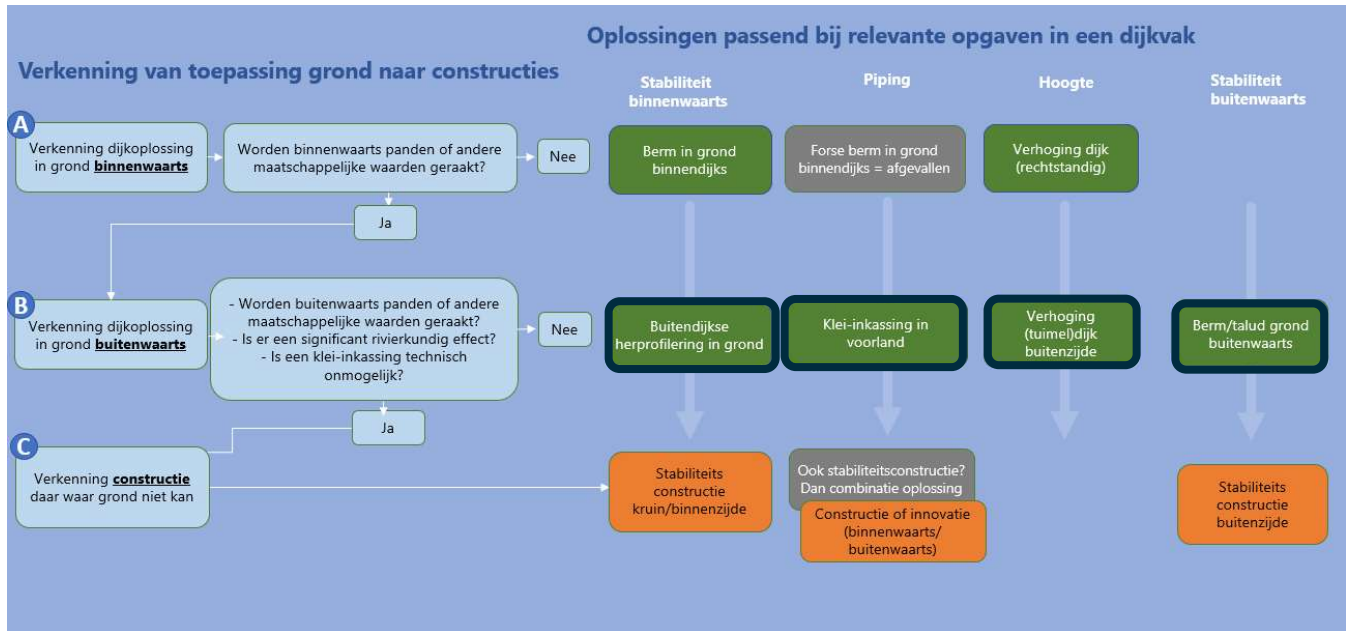 Oplossingen passend bij relevante opgaven in een dijkvak
Verkenning van toepassing grond naar constructies
Stabiliteit
binnenwaarts
Piping
Hoogte
Stabiliteit
buitenwaarts
A
Verkenning dijkoplossing
in grond binnenwaarts
Worden binnenwaarts panden of andere
maatschappelijke waarden geraakt?
Nee
Berm in grond
binnendijks
Forse berm in grond
binnendijks = afgevallen
Verhoging dijk
(rechtstandig)
Ja
B
Verkenning dijkoplossing
in grond buitenwaarts
- Worden buitenwaarts panden of andere
maatschappelijke waarden geraakt?
- Is er een significant rivierkundig effect?
- Is een klei-inkassing technisch
onmogelijk?
Nee
Buitendijkse
herprofilering in grond
Klei-inkassing in
voorland
Verhoging
(tuimel)dijk
buitenzijde
Berm/talud grond
buitenwaarts
Ja
C
Verkenning constructie
daar waar grond niet kan
Stabiliteits
constructie
kruin/binnenzijde
Ook stabiliteitsconstructie?
Dan combinatie oplossing
Constructie of innovatie
(binnenwaarts/
buitenwaarts)
Stabiliteits
constructie
buitenzijde